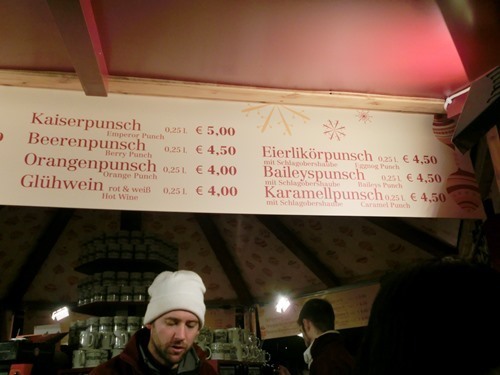 Kaiserpunsch 0,25 l. € 5,00
Emperor Punch
Beerenpunsch 0,25 l. € 4,50
Berry Punch
Orangenpunsch 0,25 l. € 4,00
Orange Punch
Glühwein rot & weiß 0,25 l. € 4,00
Hot Wine
Eierlikörpunsch 0,25 l. € 4,50
mit Schlagobershaube Eggnog Punch
Baileyspunsch 0,25 l. € 4,50
mit Schlagobershaube Baileys Punch
Karamellpunsch 0,25 l. € 4,50
mit Schlagobershaube Caramel Punch